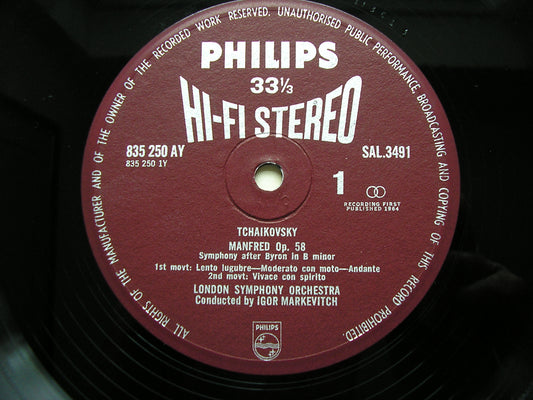 ALL RIGHTS OF THE MANUFACTURER AND OF THE OWNER OF THE RECORDED WORK RESERVED. UNAUTHORISED PUBLIC PERFORMANCE, BROADCASTING AND COPYING OF THIS RECORD PROHIBITED.
PHILIPS
33⅓
HI-FI STEREO
835 250 AY
835 250 1Y
SAL.3491
1
RECORDING FIRST
PUBLISHED 1964
TCHAIKOVSKY
MANFRED Op. 58
Symphony after Byron in B minor
1st movt: Lento lugubre—Moderato con moto—Andante
2nd movt: Vivace con spirito
LONDON SYMPHONY ORCHESTRA
Conducted by IGOR MARKEVITCH
PHILIPS